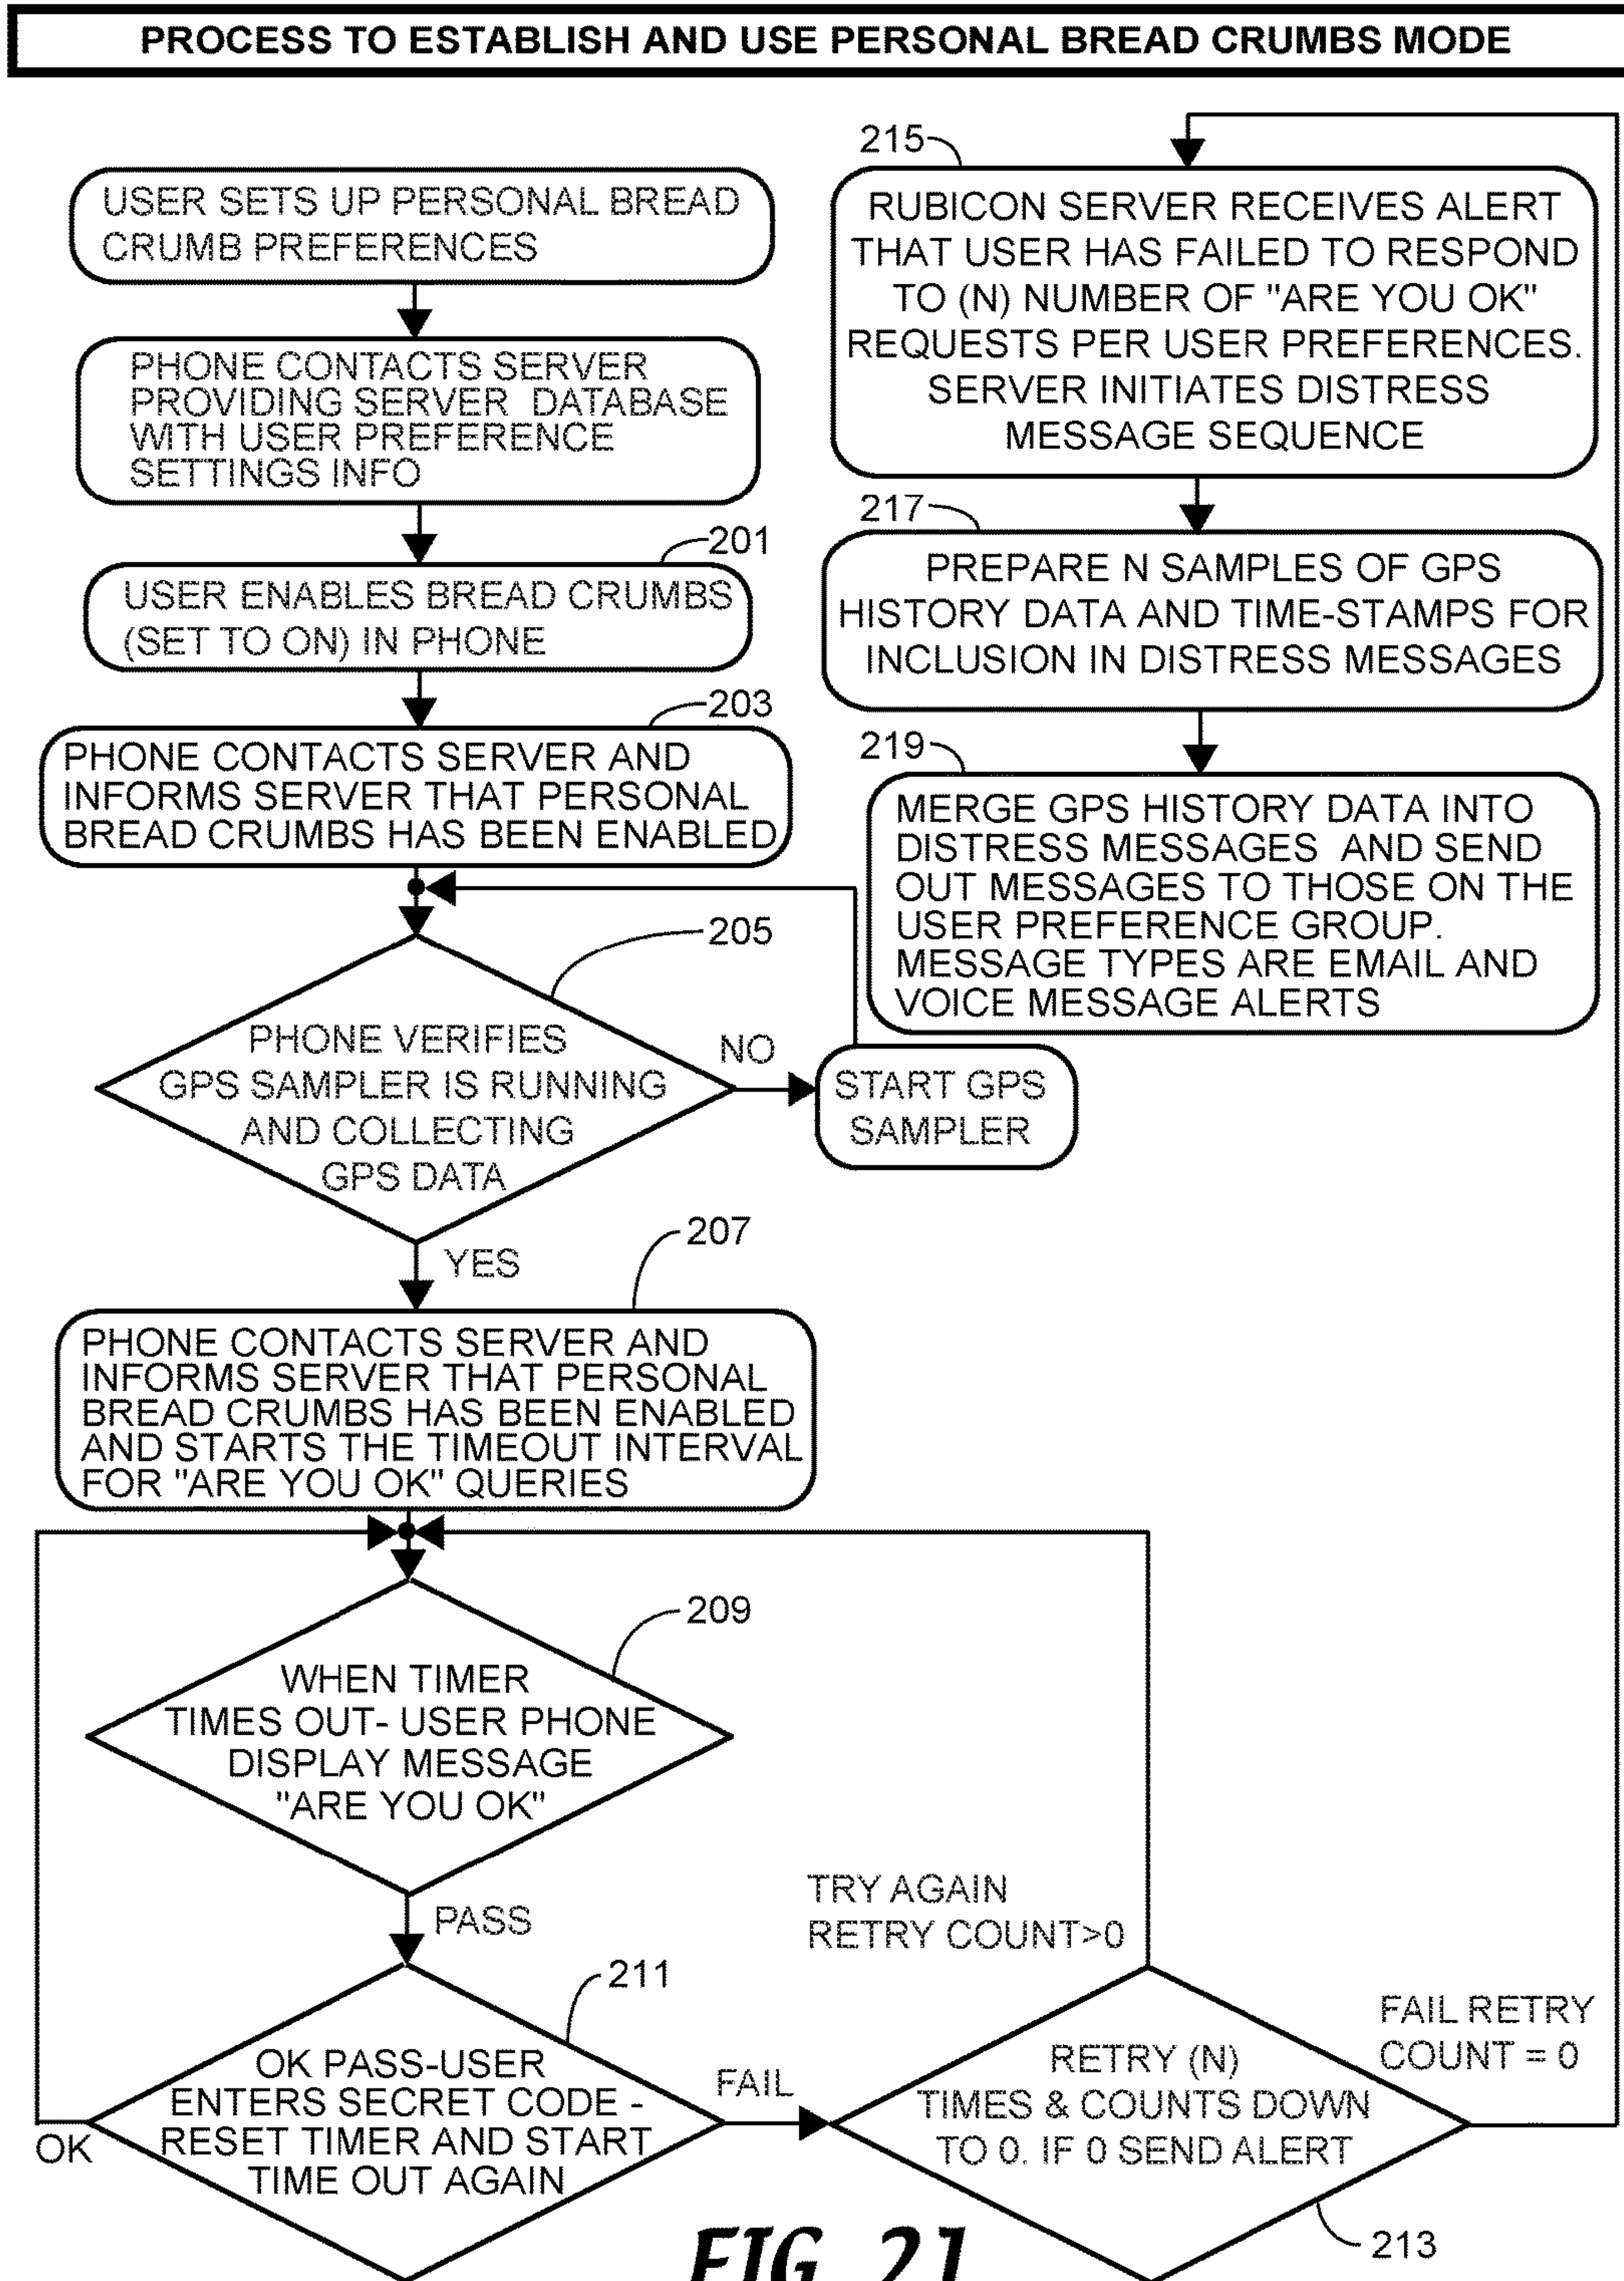 PROCESS TO ESTABLISH AND USE PERSONAL BREAD CRUMBS MODE
USER SETS UP PERSONAL BREAD
CRUMB PREFERENCES
PHONE CONTACTS SERVER
PROVIDING SERVER DATABASE
WITH USER PREFERENCE
SETTINGS INFO
201
USER ENABLES BREAD CRUMBS
(SET TO ON) IN PHONE
203
PHONE CONTACTS SERVER AND
INFORMS SERVER THAT PERSONAL
BREAD CRUMBS HAS BEEN ENABLED
205
PHONE VERIFIES
GPS SAMPLER IS RUNNING
AND COLLECTING
GPS DATA
NO
START GPS
SAMPLER
YES
207
PHONE CONTACTS SERVER AND
INFORMS SERVER THAT PERSONAL
BREAD CRUMBS HAS BEEN ENABLED
AND STARTS THE TIMEOUT INTERVAL
FOR "ARE YOU OK" QUERIES
209
WHEN TIMER
TIMES OUT- USER PHONE
DISPLAY MESSAGE
"ARE YOU OK"
PASS
211
OK PASS-USER
ENTERS SECRET CODE -
RESET TIMER AND START
TIME OUT AGAIN
OK
FAIL
TRY AGAIN
RETRY COUNT>0
RETRY (N)
TIMES & COUNTS DOWN
TO 0. IF 0 SEND ALERT
213
FAIL RETRY
COUNT = 0
215
RUBICON SERVER RECEIVES ALERT
THAT USER HAS FAILED TO RESPOND
TO (N) NUMBER OF "ARE YOU OK"
REQUESTS PER USER PREFERENCES.
SERVER INITIATES DISTRESS
MESSAGE SEQUENCE
217
PREPARE N SAMPLES OF GPS
HISTORY DATA AND TIME-STAMPS FOR
INCLUSION IN DISTRESS MESSAGES
219
MERGE GPS HISTORY DATA INTO
DISTRESS MESSAGES AND SEND
OUT MESSAGES TO THOSE ON THE
USER PREFERENCE GROUP.
MESSAGE TYPES ARE EMAIL AND
VOICE MESSAGE ALERTS
FIG 21